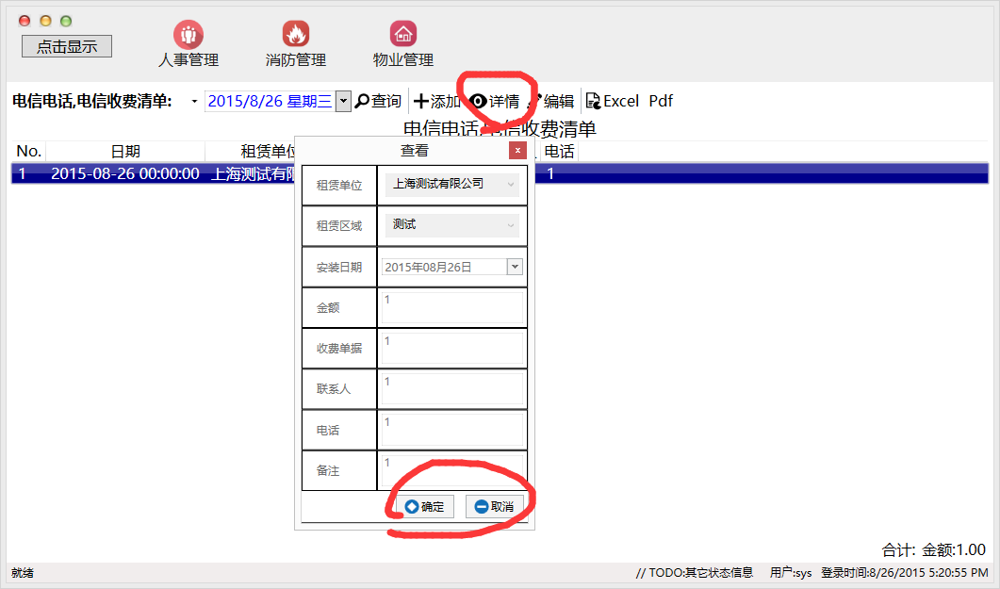 点击显示
人事管理
消防管理
物业管理
电信电话,电信收费清单: 2015/8/26 星期三 查询 添加 详情 编辑 Excel Pdf
电信电话,电信收费清单
No. 日期 租赁单位 电话
1 2015-08-26 00:00:00 上海测试有限 1
查看
租赁单位 上海测试有限公司
租赁区域 测试
安装日期 2015年08月26日
金额 1
收费单据 1
联系人 1
电话 1
备注 1
确定 取消
合计: 金额:1.00
就绪 // TODO:其它状态信息 用户:sys 登录时间:8/26/2015 5:20:55 PM